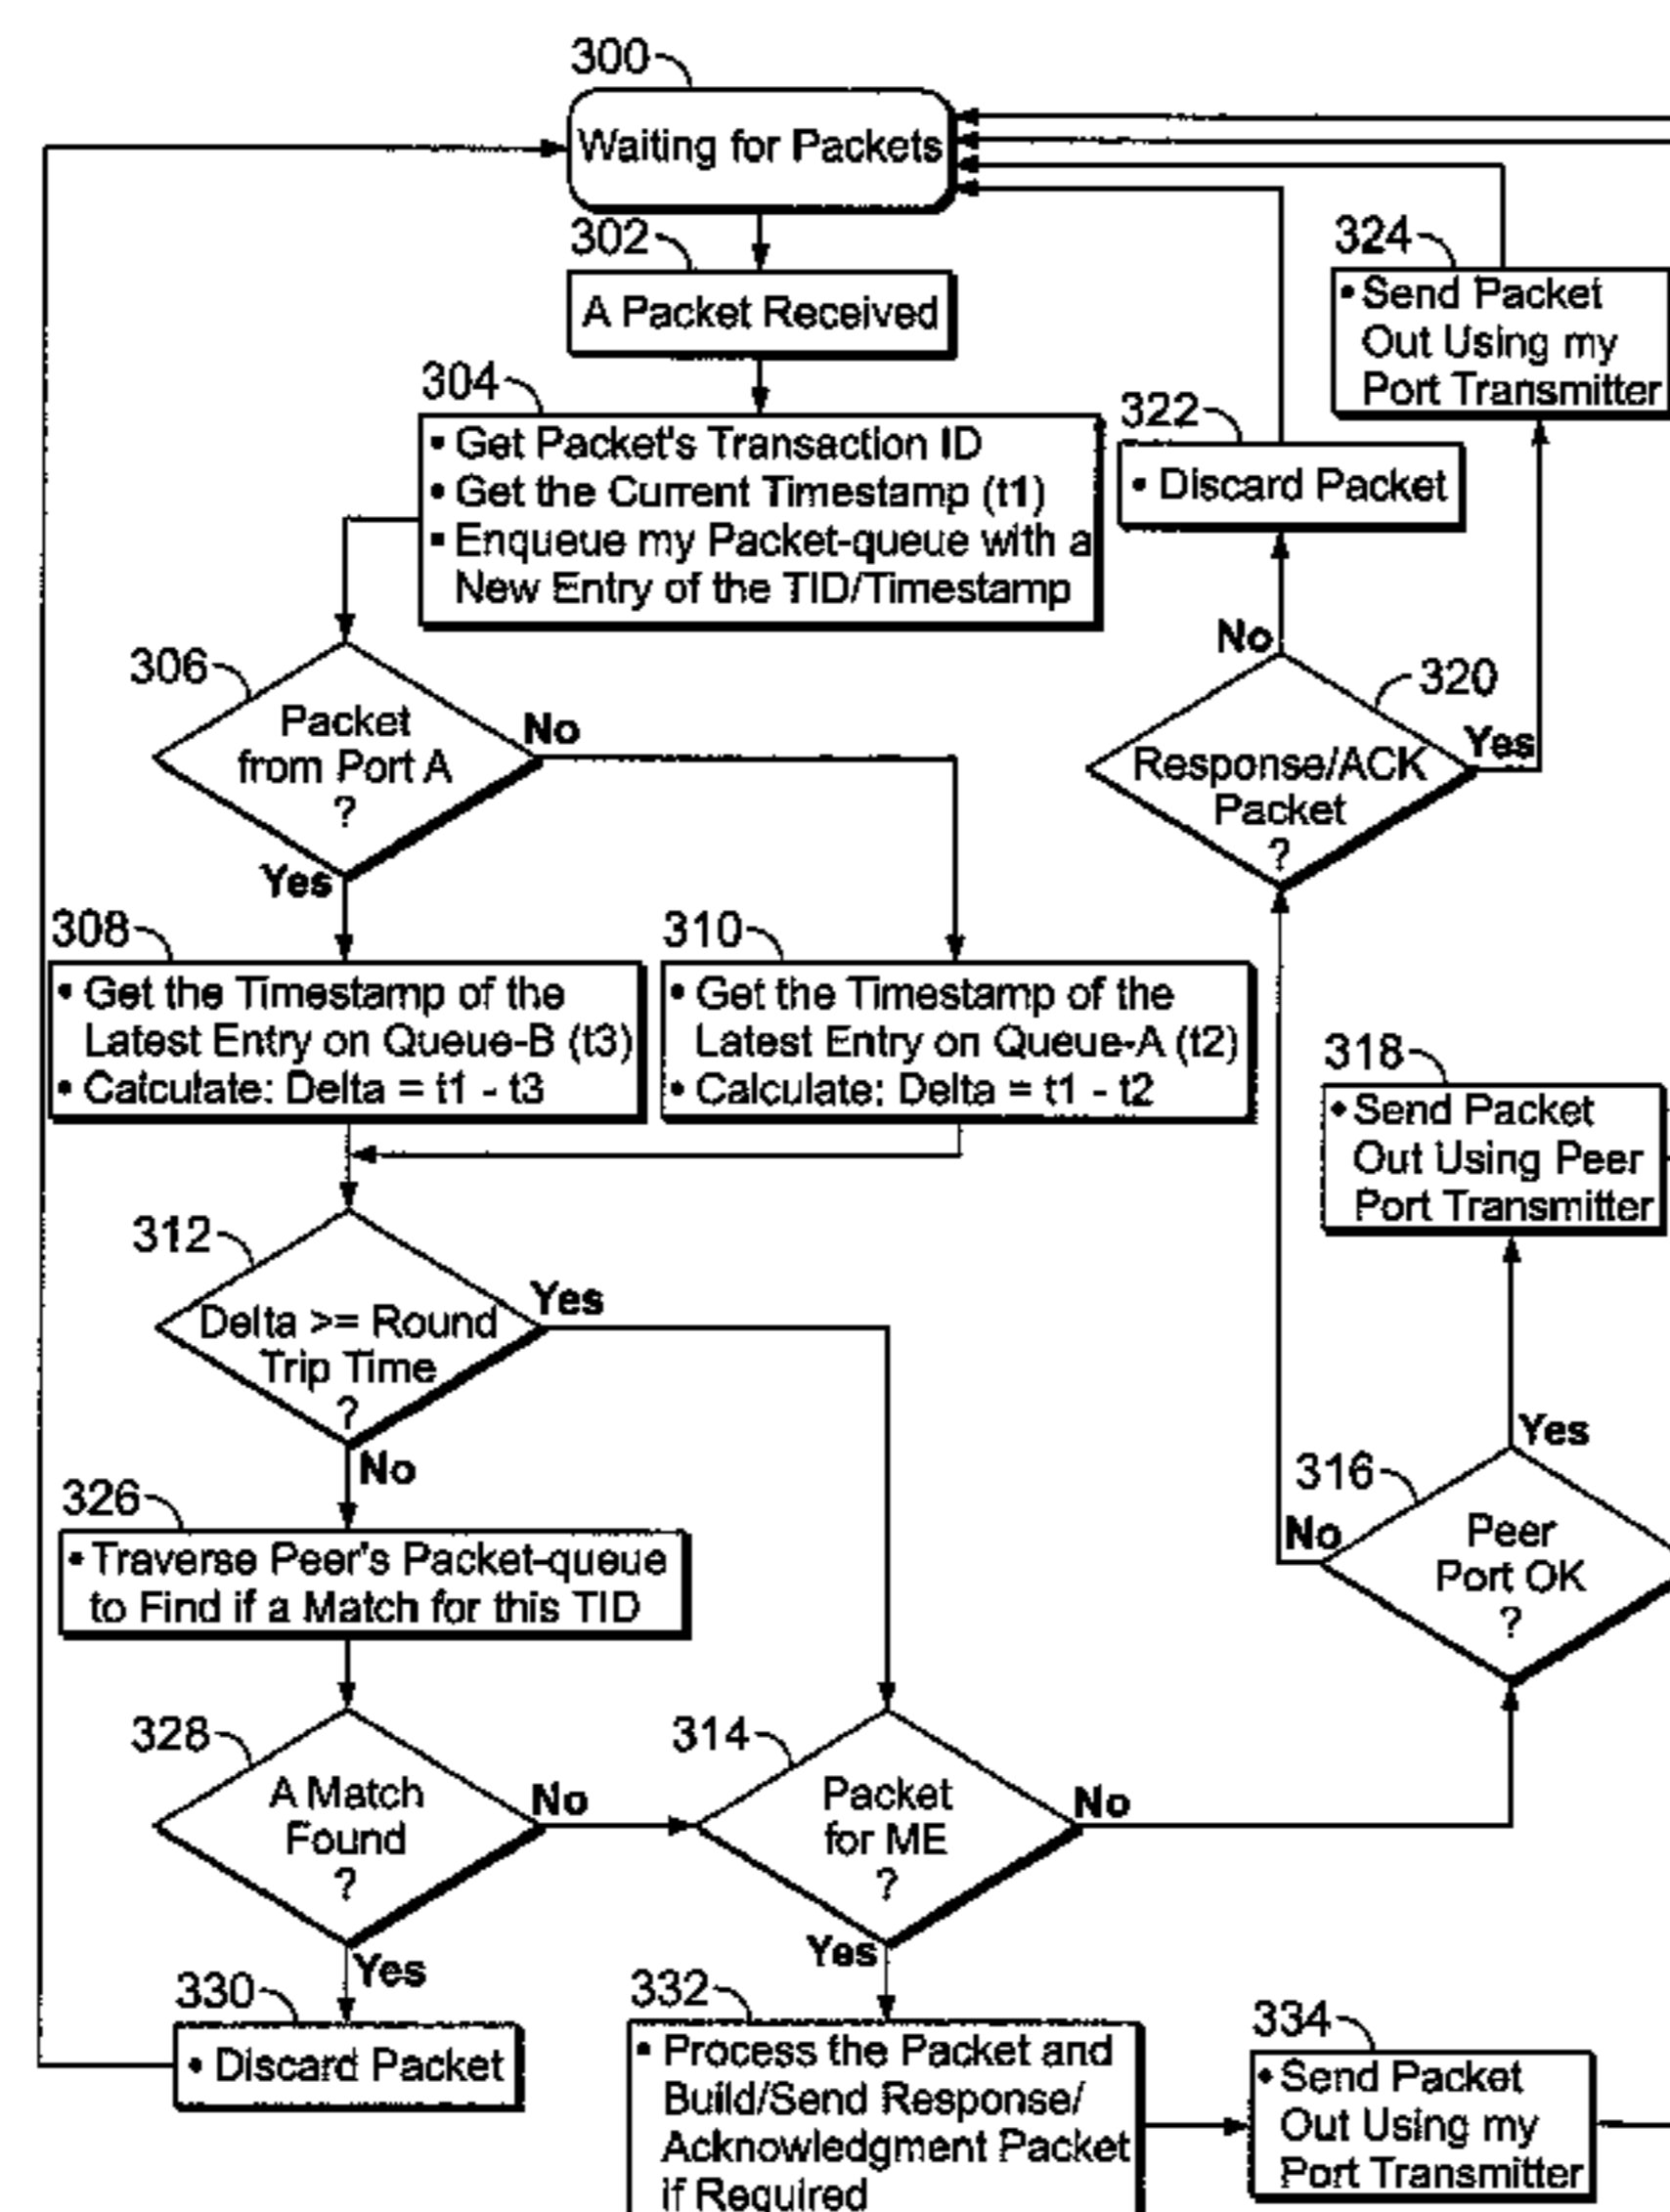 300
Waiting for Packets
302
A Packet Received
304
• Get Packet's Transaction ID
• Get the Current Timestamp (t1)
• Enqueue my Packet-queue with a
New Entry of the TID/Timestamp
306
Packet
from Port A
?
No
Yes
308
• Get the Timestamp of the
Latest Entry on Queue-B (t3)
• Calculate: Delta = t1 - t3
310
• Get the Timestamp of the
Latest Entry on Queue-A (t2)
• Calculate: Delta = t1 - t2
312
Delta >= Round
Trip Time
?
Yes
No
326
• Traverse Peer's Packet-queue
to Find if a Match for this TID
328
A Match
Found
?
No
Yes
330
• Discard Packet
314
Packet
for ME
?
No
Yes
332
• Process the Packet and
Build/Send Response/
Acknowledgment Packet
if Required
334
• Send Packet
Out Using my
Port Transmitter
316
Peer
Port OK
?
No
Yes
318
• Send Packet
Out Using Peer
Port Transmitter
320
Response/ACK
Packet
?
No
Yes
322
• Discard Packet
324
• Send Packet
Out Using my
Port Transmitter